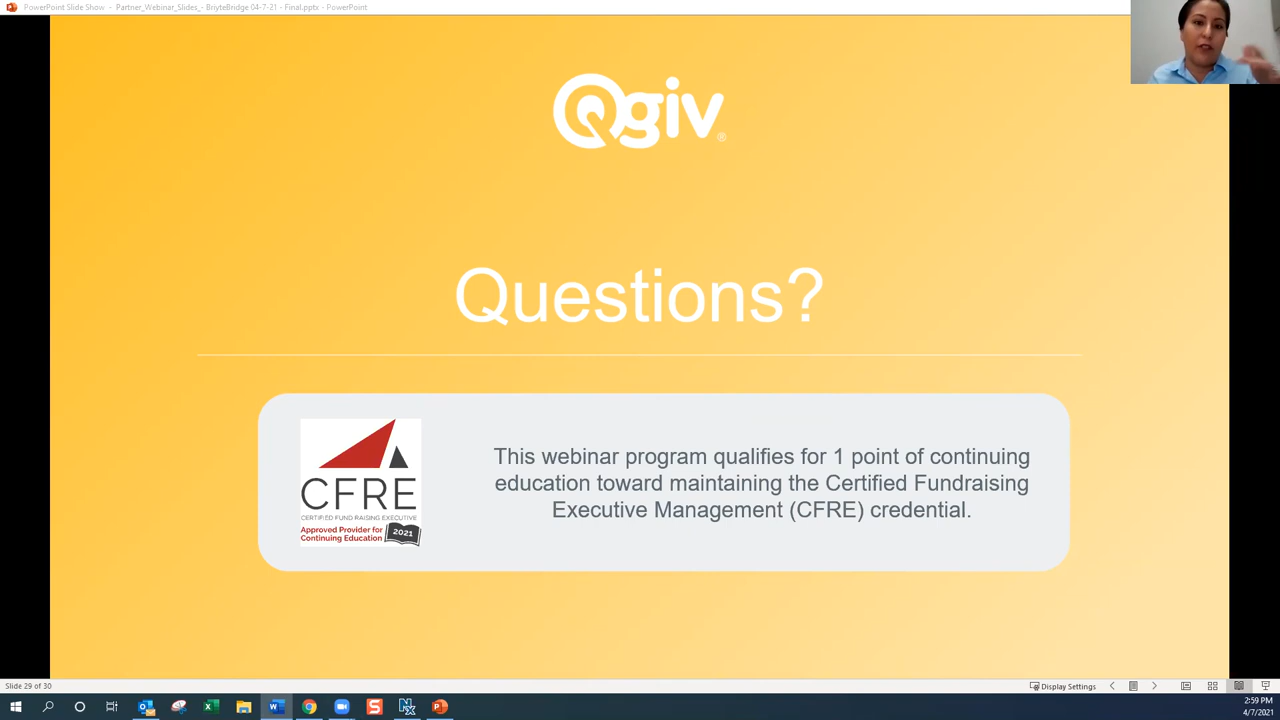 PowerPoint Slide Show - Partner_Webinar_Slides_- BriyteBridge 04-7-21 - Final.pptx - PowerPoint
Qgiv®
Questions?
CFRE
CERTIFIED FUND RAISING EXECUTIVE
Approved Provider for
Continuing Education
2021
This webinar program qualifies for 1 point of continuing
education toward maintaining the Certified Fundraising
Executive Management (CFRE) credential.
Slide 29 of 30
Display Settings
2:59 PM
4/7/2021